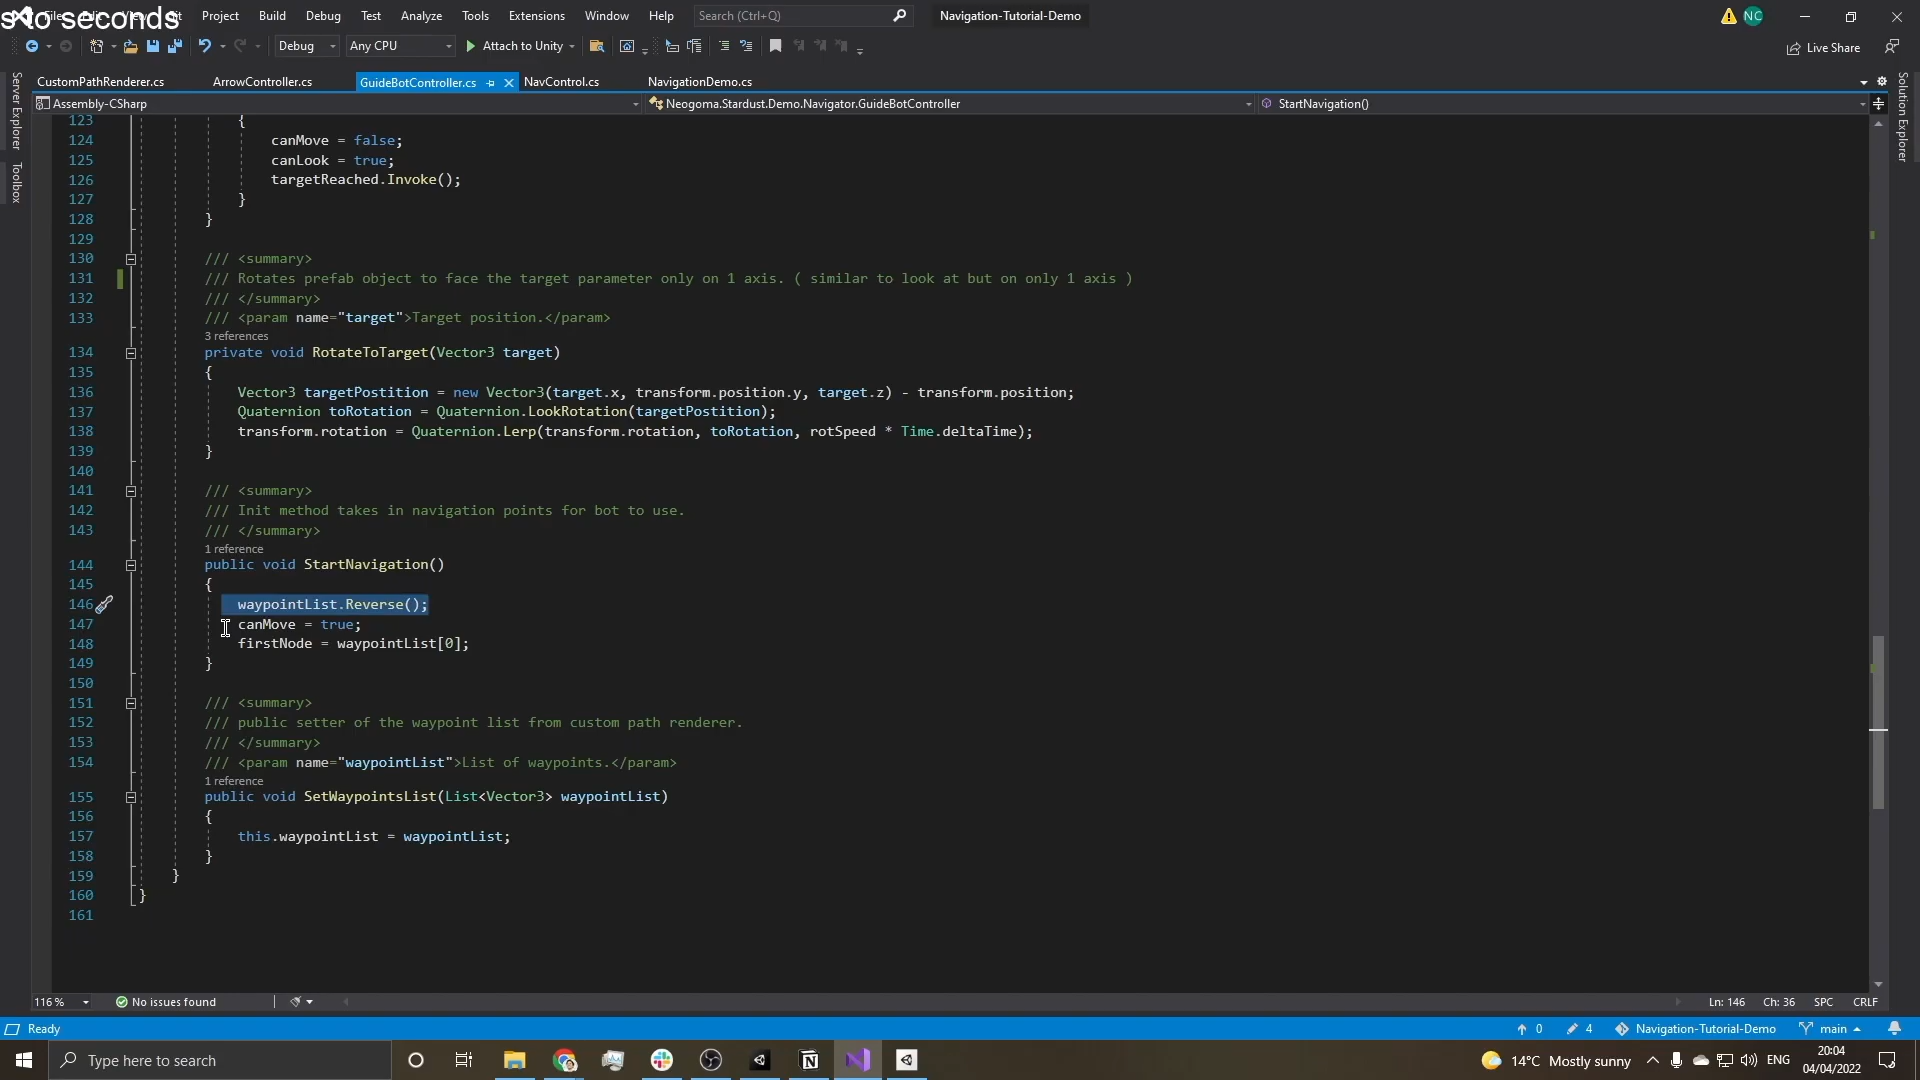 s to seconds
File Edit View Git Project Build Debug Test Analyze Tools Extensions Window Help Search (Ctrl+Q) Navigation-Tutorial-Demo NC
Debug Any CPU Attach to Unity Live Share
CustomPathRenderer.cs ArrowController.cs GuideBotController.cs NavControl.cs NavigationDemo.cs
Assembly-CSharp Neogoma.Stardust.Demo.Navigator.GuideBotController StartNavigation()
Server Explorer
Toolbox
Solution Explorer
123 {
124 canMove = false;
125 canLook = true;
126 targetReached.Invoke();
127 }
128 }
129
130 /// <summary>
131 /// Rotates prefab object to face the target parameter only on 1 axis. ( similar to look at but on only 1 axis )
132 /// </summary>
133 /// <param name="target">Target position.</param>
3 references
134 private void RotateToTarget(Vector3 target)
135 {
136 Vector3 targetPostition = new Vector3(target.x, transform.position.y, target.z) - transform.position;
137 Quaternion toRotation = Quaternion.LookRotation(targetPostition);
138 transform.rotation = Quaternion.Lerp(transform.rotation, toRotation, rotSpeed * Time.deltaTime);
139 }
140
141 /// <summary>
142 /// Init method takes in navigation points for bot to use.
143 /// </summary>
1 reference
144 public void StartNavigation()
145 {
146 waypointList.Reverse();
147 canMove = true;
148 firstNode = waypointList[0];
149 }
150
151 /// <summary>
152 /// public setter of the waypoint list from custom path renderer.
153 /// </summary>
154 /// <param name="waypointList">List of waypoints.</param>
1 reference
155 public void SetWaypointsList(List<Vector3> waypointList)
156 {
157 this.waypointList = waypointList;
158 }
159 }
160 }
161
116 % No issues found Ln: 146 Ch: 36 SPC CRLF
Ready 0 4 Navigation-Tutorial-Demo main
Type here to search 14°C Mostly sunny ENG 20:04
04/04/2022